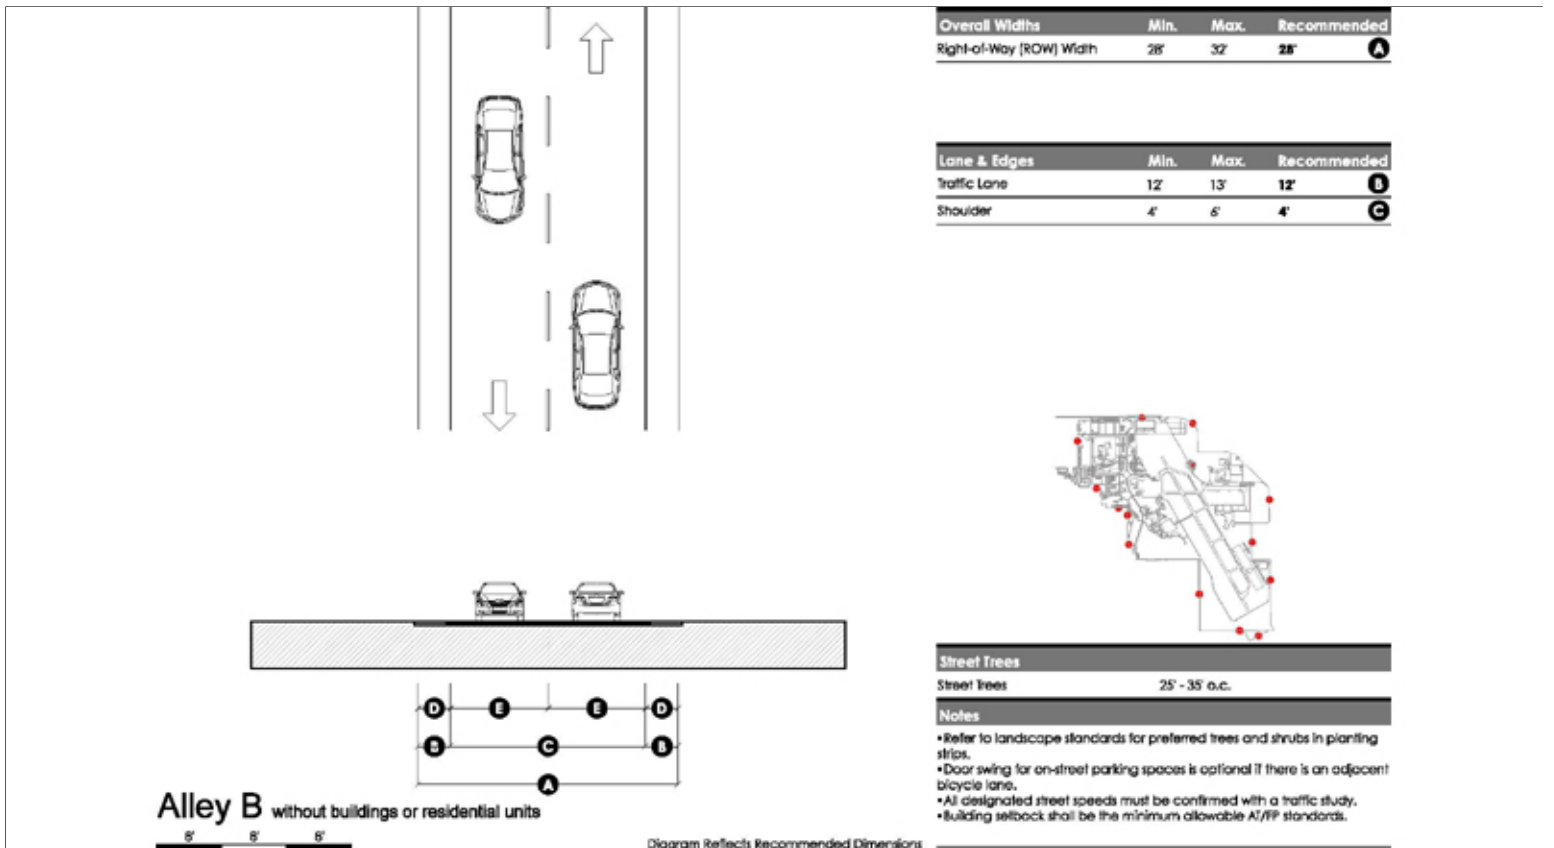 Overall Widths Min. Max. Recommended
Right-of-Way (ROW) Width 28' 32' 28' A
Lane & Edges Min. Max. Recommended
Traffic Lane 12' 13' 12' B
Shoulder 4' 6' 4' C
Street Trees
Street Trees 25' - 35' o.c.
Notes
•Refer to landscape standards for preferred trees and shrubs in planting
strips.
•Door swing for on-street parking spaces is optional if there is an adjacent
bicycle lane.
•All designated street speeds must be confirmed with a traffic study.
•Building setback shall be the minimum allowable AT/FP standards.
D E E D
B C B
A
Alley B without buildings or residential units
8' 8' 8'
Diagram Reflects Recommended Dimensions